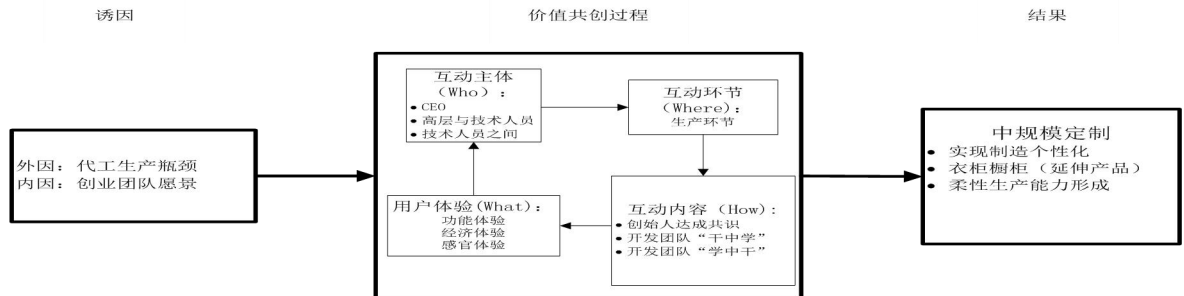 诱因
价值共创过程
结果
外因：代工生产瓶颈
内因：创业团队愿景
互动主体
（Who）：
• CEO
• 高层与技术人员
• 技术人员之间
互动环节
（Where）：
生产环节
互动内容（How）：
• 创始人达成共识
• 开发团队“干中学”
• 开发团队“学中干”
用户体验(What)：
功能体验
经济体验
感官体验
中规模定制
• 实现制造个性化
• 衣柜橱柜（延伸产品）
• 柔性生产能力形成